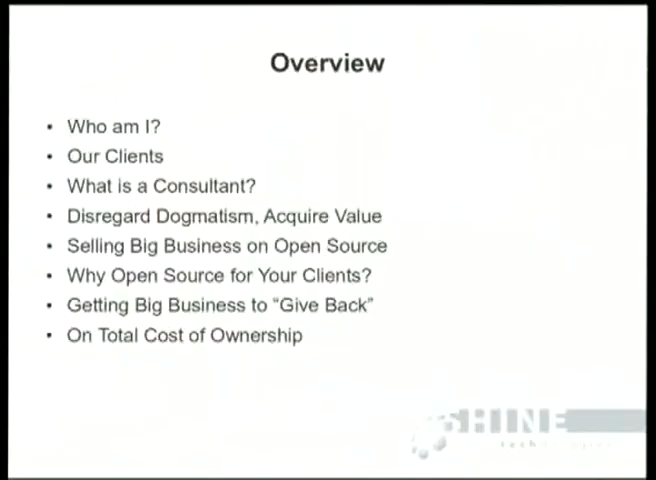 Overview
• Who am I?
• Our Clients
• What is a Consultant?
• Disregard Dogmatism, Acquire Value
• Selling Big Business on Open Source
• Why Open Source for Your Clients?
• Getting Big Business to “Give Back”
• On Total Cost of Ownership
SHINE
technologies